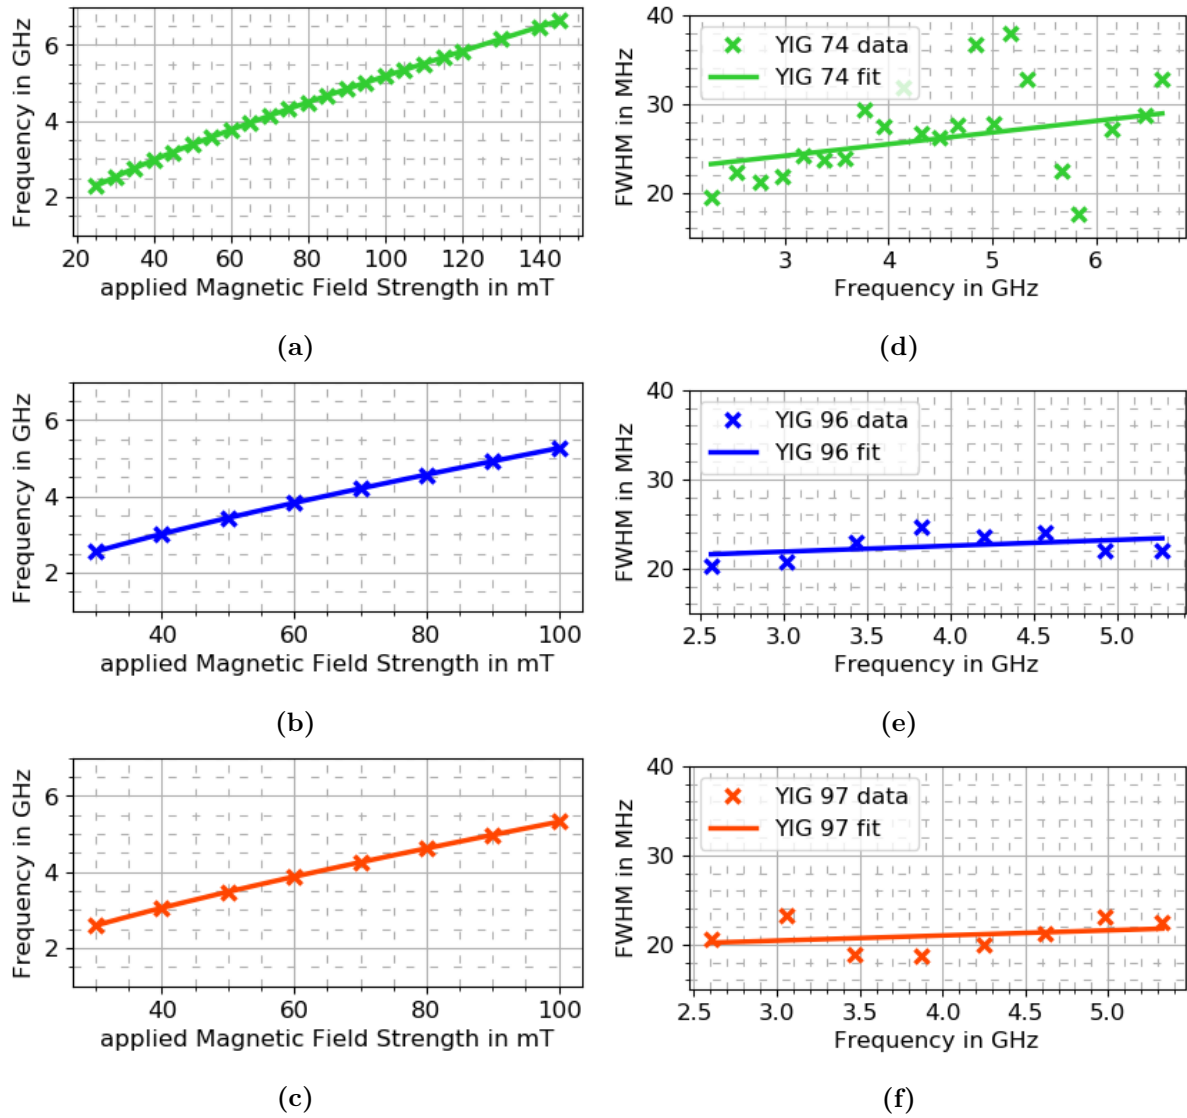 Frequency in GHz
6
4
2
20 40 60 80 100 120 140
applied Magnetic Field Strength in mT
(a)
FWHM in MHz
40
30
20
YIG 74 data
YIG 74 fit
3 4 5 6
Frequency in GHz
(d)
Frequency in GHz
6
4
2
40 60 80 100
applied Magnetic Field Strength in mT
(b)
FWHM in MHz
40
30
20
YIG 96 data
YIG 96 fit
2.5 3.0 3.5 4.0 4.5 5.0
Frequency in GHz
(e)
Frequency in GHz
6
4
2
40 60 80 100
applied Magnetic Field Strength in mT
(c)
FWHM in MHz
40
30
20
YIG 97 data
YIG 97 fit
2.5 3.0 3.5 4.0 4.5 5.0
Frequency in GHz
(f)